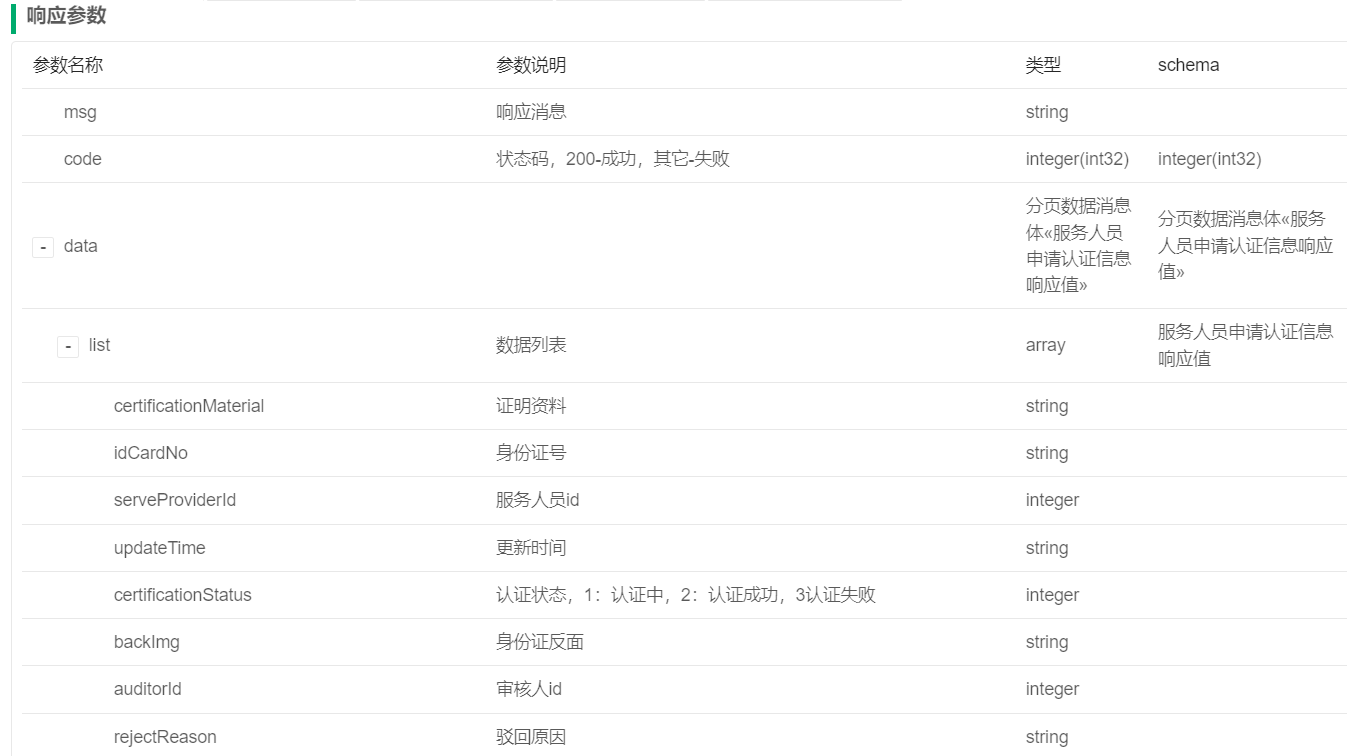 响应参数
参数名称 参数说明 类型 schema
msg 响应消息 string
code 状态码，200-成功，其它-失败 integer(int32) integer(int32)
- data
分页数据消息
体«服务人员
申请认证信息
响应值»
分页数据消息体«服务
人员申请认证信息响应
值»
- list 数据列表 array
服务人员申请认证信息
响应值
certificationMaterial 证明资料 string
idCardNo 身份证号 string
serveProviderId 服务人员id integer
updateTime 更新时间 string
certificationStatus 认证状态，1：认证中，2：认证成功，3认证失败 integer
backImg 身份证反面 string
auditorId 审核人id integer
rejectReason 驳回原因 string